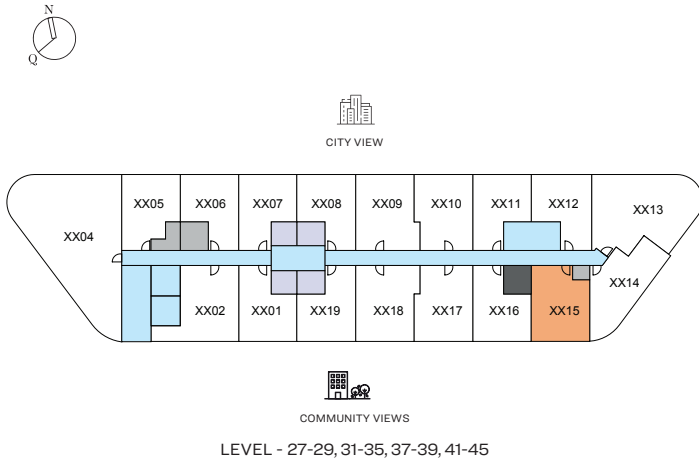 N
Q
CITY VIEW
XX05 XX06 XX07 XX08 XX09 XX10 XX11 XX12
XX04 XX13
XX14
XX02 XX01 XX19 XX18 XX17 XX16 XX15
COMMUNITY VIEWS
LEVEL - 27-29, 31-35, 37-39, 41-45